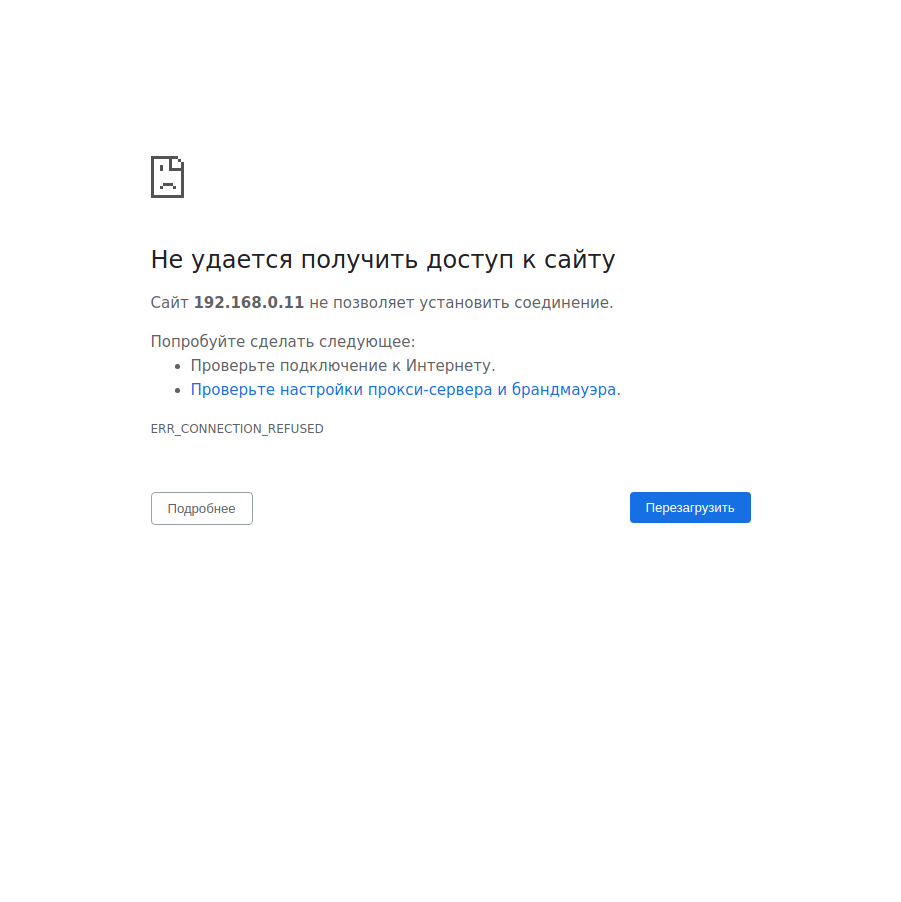 Не удается получить доступ к сайту
Сайт 192.168.0.11 не позволяет установить соединение.
Попробуйте сделать следующее:
Проверьте подключение к Интернету.
Проверьте настройки прокси-сервера и брандмауэра.
ERR_CONNECTION_REFUSED
Подробнее
Перезагрузить